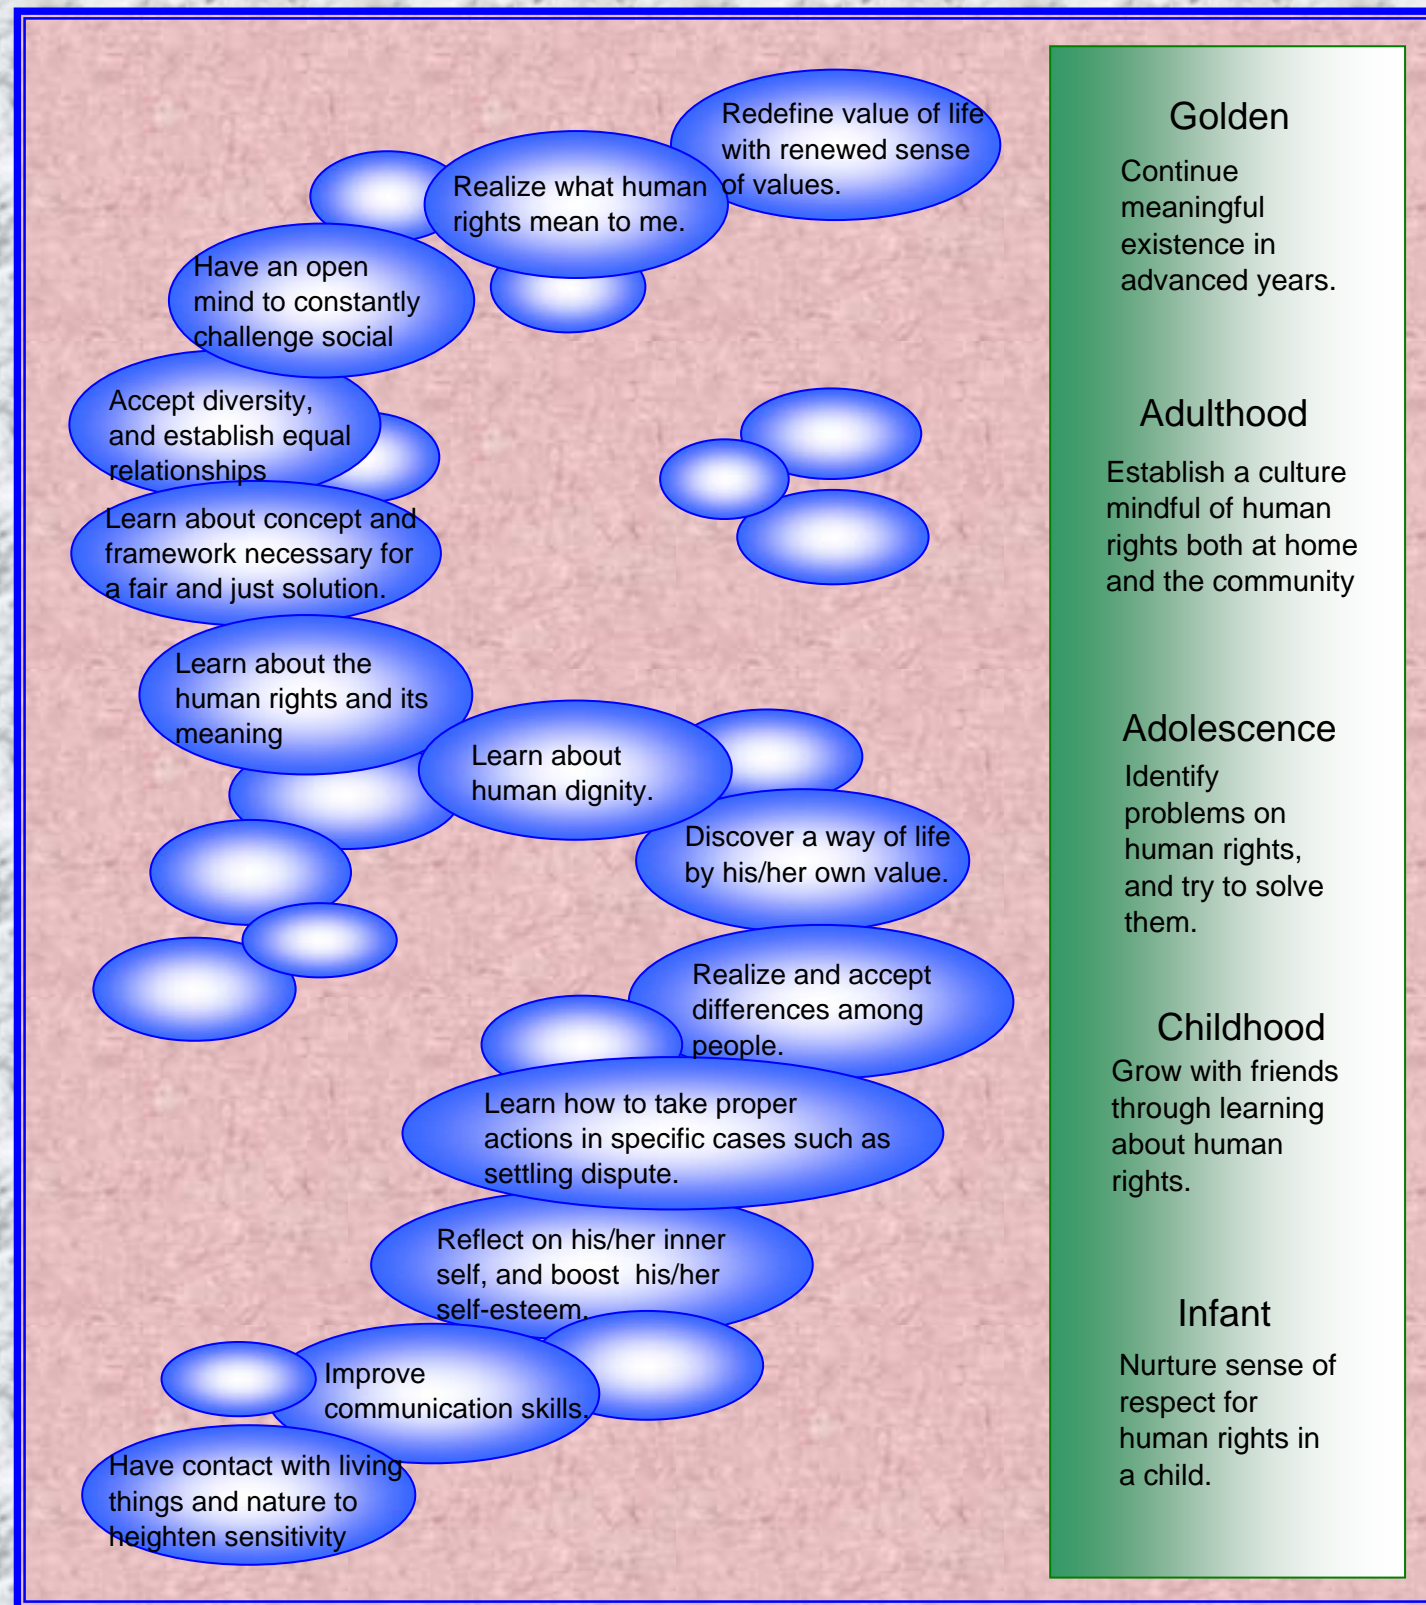 Redefine value of life
with renewed sense
of values.
Realize what human
rights mean to me.
Have an open
mind to constantly
challenge social
Accept diversity,
and establish equal
relationships
Learn about concept and
framework necessary for
a fair and just solution.
Learn about the
human rights and its
meaning
Learn about
human dignity.
Discover a way of life
by his/her own value.
Realize and accept
differences among
people.
Learn how to take proper
actions in specific cases such as
settling dispute.
Reflect on his/her inner
self, and boost  his/her
self-esteem.
Improve
communication skills.
Have contact with living
things and nature to
heighten sensitivity
Golden
Continue
meaningful
existence in
advanced years.
Adulthood
Establish a culture
mindful of human
rights both at home
and the community
Adolescence
Identify
problems on
human rights,
and try to solve
them.
Childhood
Grow with friends
through learning
about human
rights.
Infant
Nurture sense of
respect for
human rights in
a child.